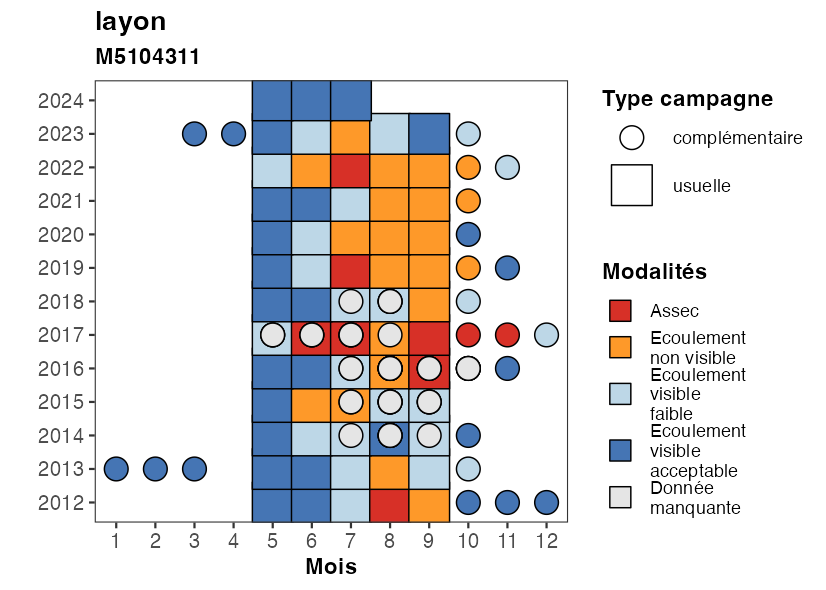 layon
M5104311
2024
2023
2022
2021
2020
2019
2018
2017
2016
2015
2014
2013
2012
1 2 3 4 5 6 7 8 9 10 11 12
Mois
Type campagne
complémentaire
usuelle
Modalités
Assec
Ecoulement
non visible
Ecoulement
visible
faible
Ecoulement
visible
acceptable
Donnée
manquante